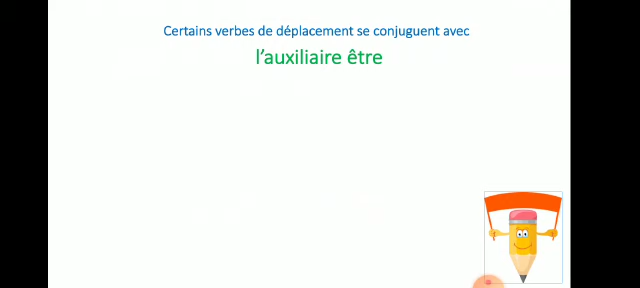 Certains verbes de déplacement se conjuguent avec
l'auxiliaire être